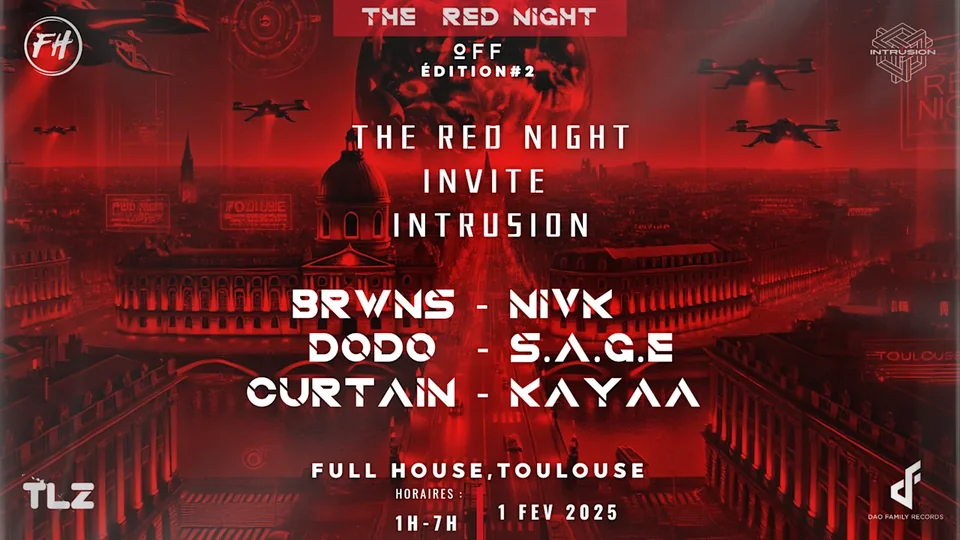 THE RED NIGHT
OFF
ÉDITION#2
FH
INTRUSION
THE RED NIGHT
INVITE
INTRUSION
BRWNS - NIVK
DODO - S.A.G.E
CURTAIN - KAYAA
TOULOUSE
FULL HOUSE,TOULOUSE
HORAIRES :
1H-7H
1 FEV 2025
TLZ
DAO FAMILY RECORDS